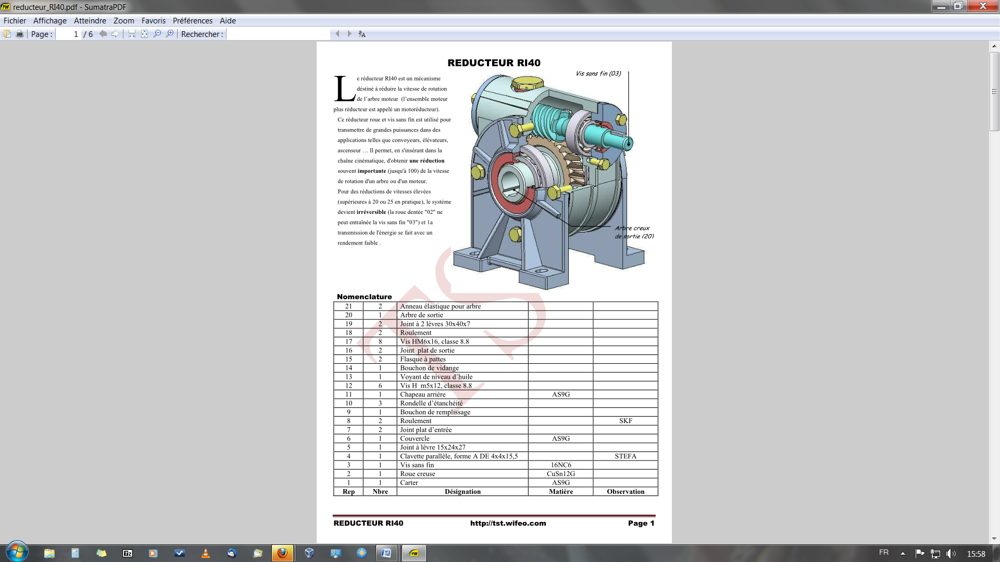 reducteur_RI40.pdf - SumatraPDF
Fichier Affichage Atteindre Zoom Favoris Préférences Aide
Page : 1 / 6 Rechercher :
REDUCTEUR RI40
Vis sans fin (03)
Le réducteur RI40 est un mécanisme
déstiné à réduire la vitesse de rotation
de l'arbre moteur (l'ensemble moteur
plus réducteur est appelé un motoréducteur).
Ce réducteur roue et vis sans fin est utilisé pour
transmettre de grandes puissances dans des
applications telles que convoyeurs, élévateurs,
ascenseur … Il permet, en s'insérant dans la
chaîne cinématique, d'obtenir une réduction
souvent importante (jusqu'à 100) de la vitesse
de rotation d'un arbre ou d'un moteur.
Pour des réductions de vitesses élevées
(supérieures à 20 ou 25 en pratique), le système
devient irréversible (la roue dentée "02" ne
peut entraînée la vis sans fin "03") et 1a
transmission de l'énergie se fait avec un
rendement faible .
Arbre creux
de sortie (20)
TS
Nomenclature
21 2 Anneau élastique pour arbre
20 1 Arbre de sortie
19 2 Joint à 2 lèvres 30x40x7
18 2 Roulement
17 8 Vis HM6x16, classe 8.8
16 2 Joint plat de sortie
15 2 Flasque à pattes
14 1 Bouchon de vidange
13 1 Voyant de niveau d'huile
12 6 Vis H m5x12, classe 8.8
11 1 Chapeau arrière AS9G
10 3 Rondelle d'étanchéité
9 1 Bouchon de remplissage
8 2 Roulement SKF
7 2 Joint plat d'entrée
6 1 Couvercle AS9G
5 1 Joint à lèvre 15x24x27
4 1 Clavette parallèle, forme A DE 4x4x15,5 STEFA
3 1 Vis sans fin 16NC6
2 1 Roue creuse CuSn12G
1 1 Carter AS9G
Rep Nbre Désignation Matière Observation
REDUCTEUR RI40 http://tst.wifeo.com Page 1
FR 15:58